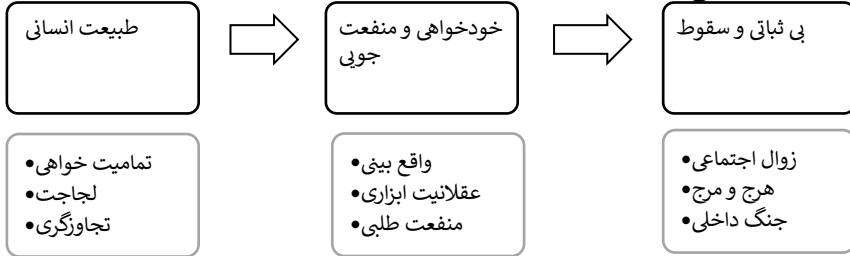 طبیعت انسانی
خودخواهی و منفعت
جویی
بی ثباتی و سقوط
•تمامیت خواهی
•لجاجت
•تجاوزگری
•واقع بینی
•عقلانیت ابزاری
•منفعت طلبی
•زوال اجتماعی
•هرج و مرج
•جنگ داخلی